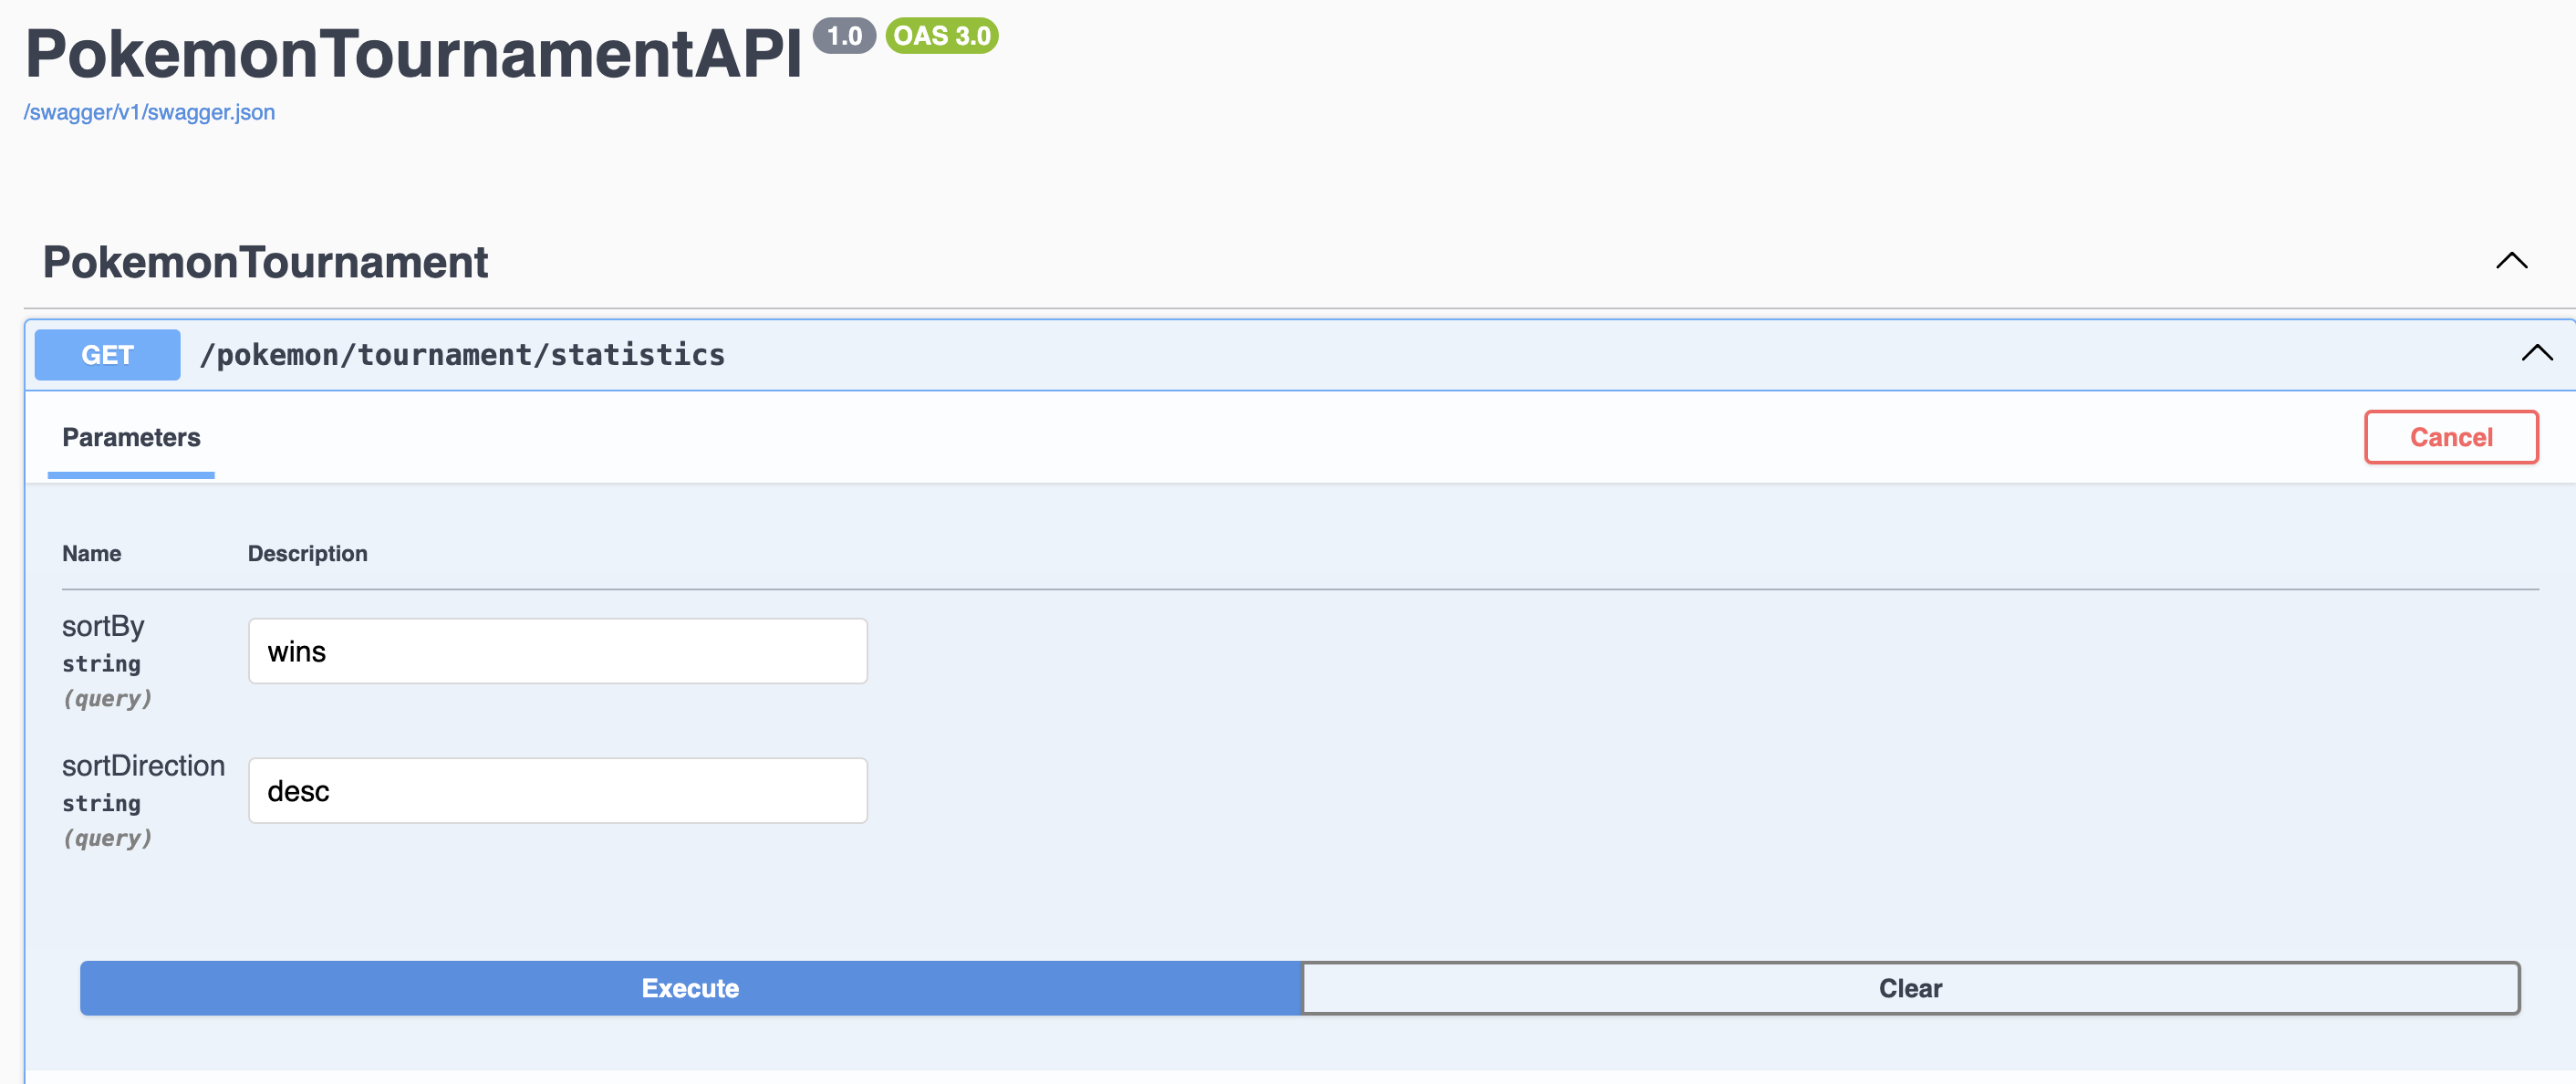 PokemonTournamentAPI 1.0 OAS 3.0
/swagger/v1/swagger.json
PokemonTournament
GET /pokemon/tournament/statistics
Parameters
Cancel
Name Description
sortBy
string
(query)
wins
sortDirection
string
(query)
desc
Execute
Clear